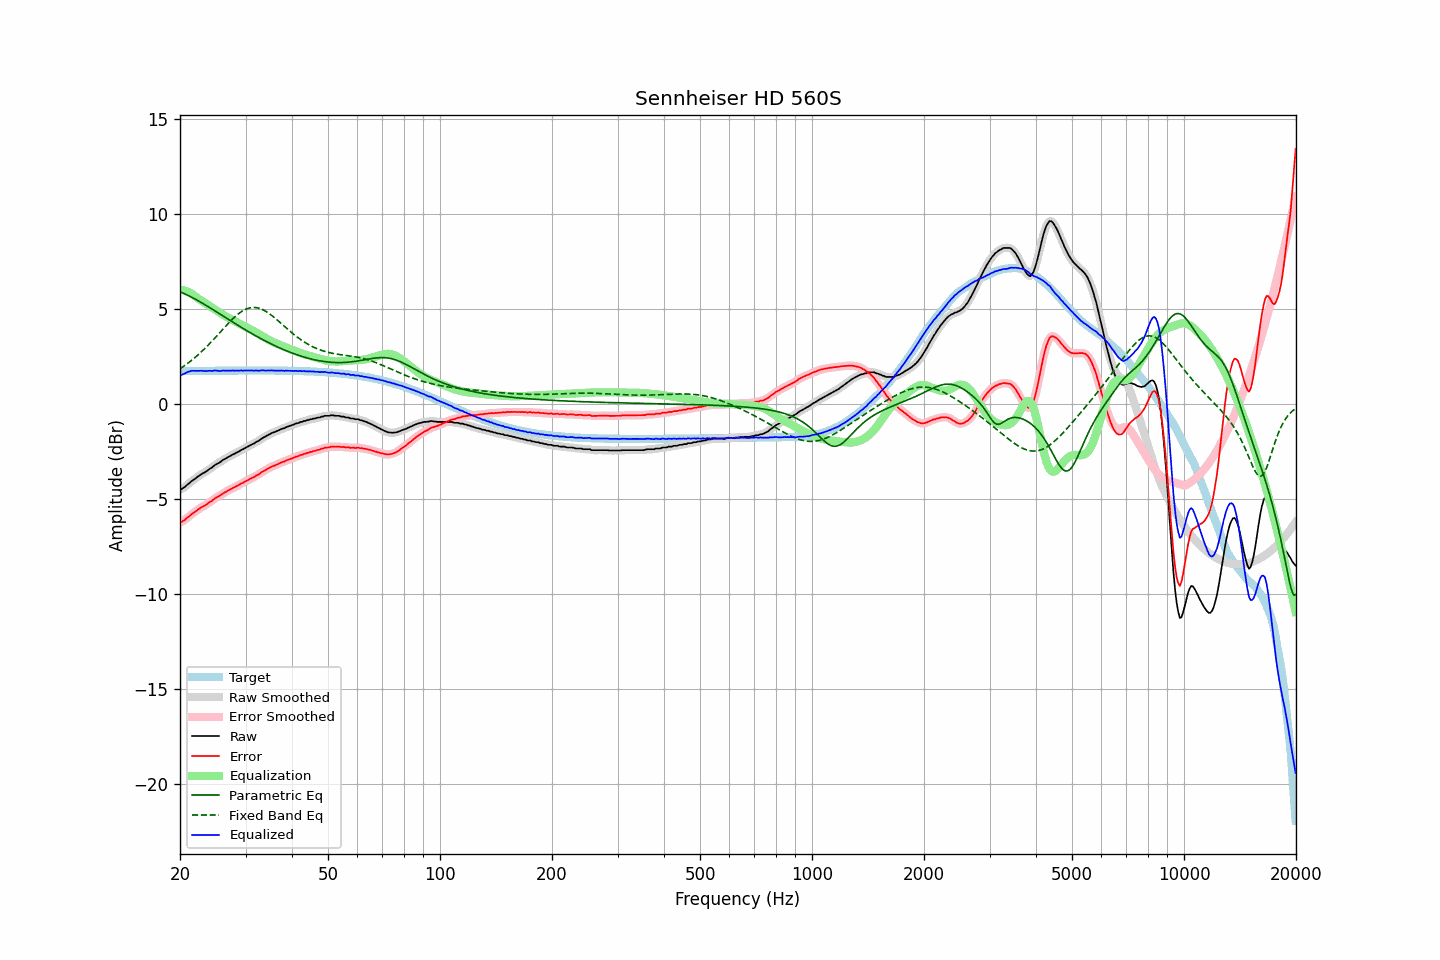 Sennheiser HD 560S
15
10
5
0
−5
−10
−15
−20
Amplitude (dBr)
Target
Raw Smoothed
Error Smoothed
Raw
Error
Equalization
Parametric Eq
Fixed Band Eq
Equalized
20 50 100 200 500 1000 2000 5000 10000 20000
Frequency (Hz)